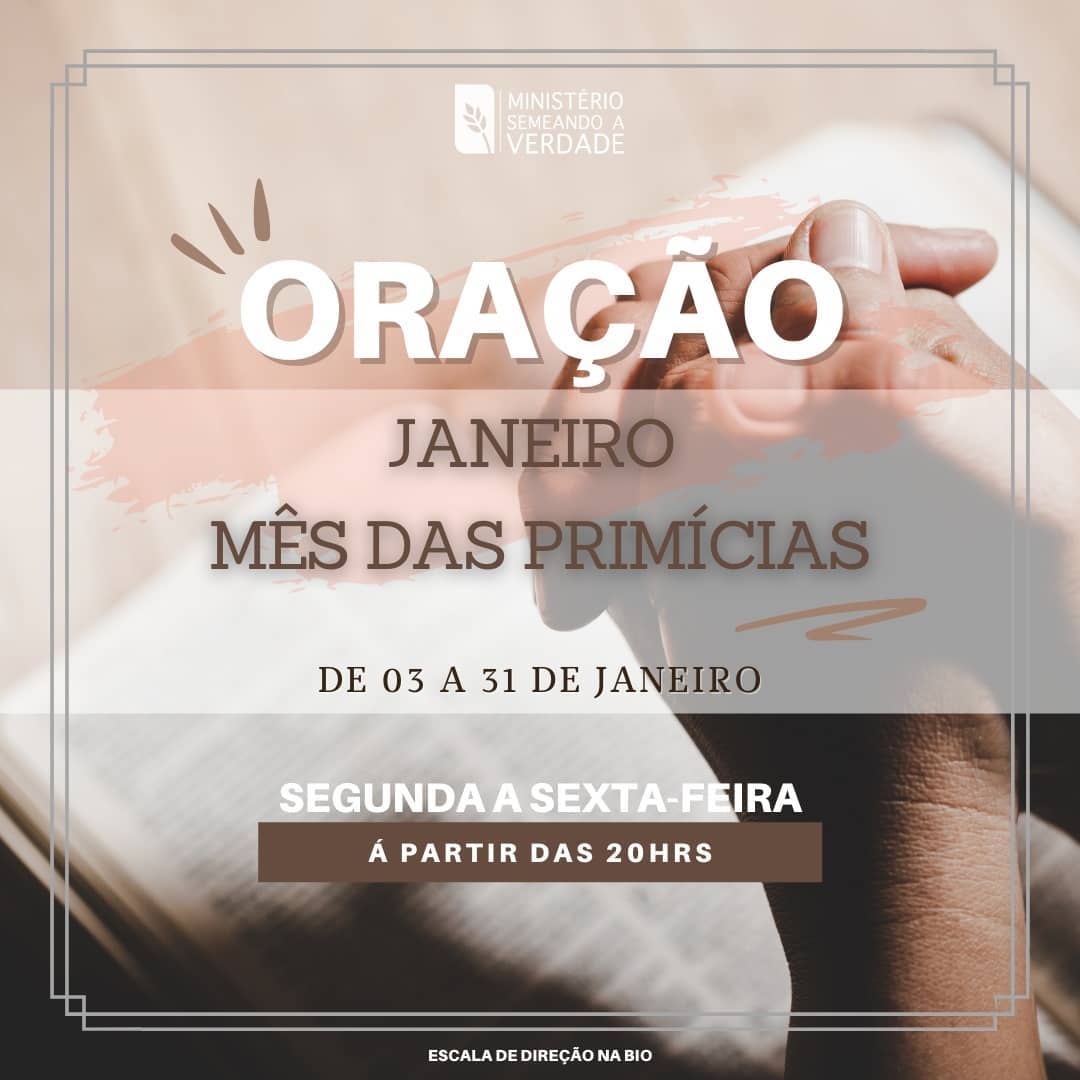 MINISTÉRIO
SEMEANDO A
VERDADE
ORAÇÃO
JANEIRO
MÊS DAS PRIMÍCIAS
DE 03 A 31 DE JANEIRO
SEGUNDA A SEXTA-FEIRA
Á PARTIR DAS 20HRS
ESCALA DE DIREÇÃO NA BIO